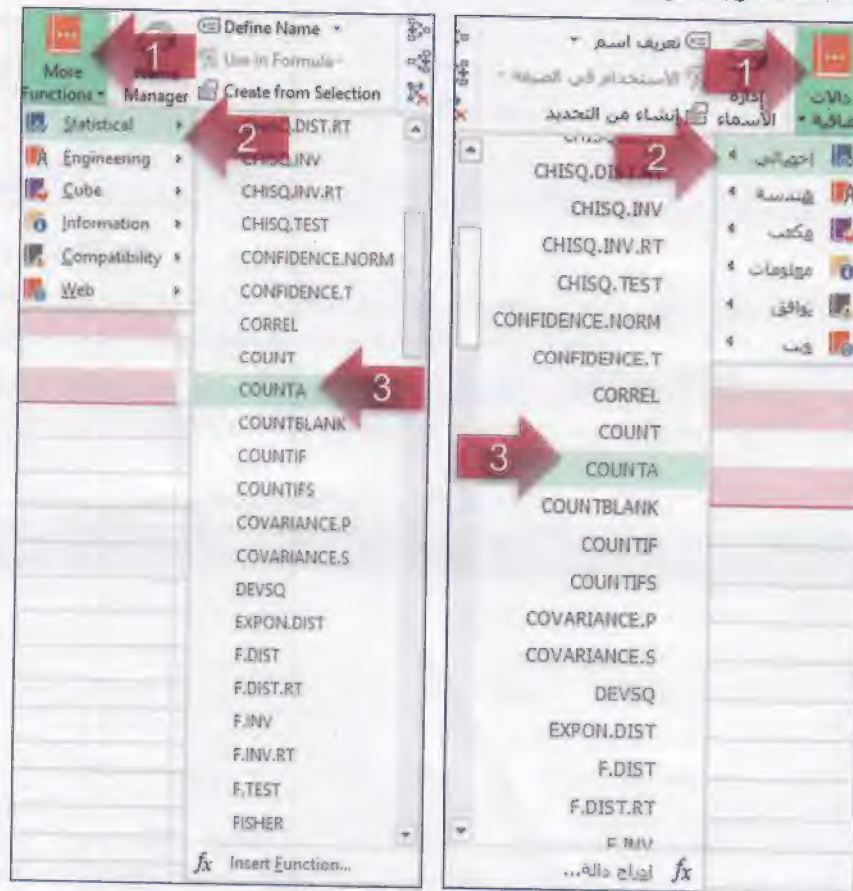 Define Name
1
Use in Formula
More Functions
Manager
Create from Selection
Statistical
2
.DIST.RT
Engineering
CHISQ.INV
Cube
CHISQ.INV.RT
Information
CHISQ.TEST
Compatibility
CONFIDENCE.NORM
Web
CONFIDENCE.T
CORREL
COUNT
COUNTA
3
COUNTBLANK
COUNTIF
COUNTIFS
COVARIANCE.P
COVARIANCE.S
DEVSQ
EXPON.DIST
F.DIST
F.DIST.RT
F.INV
F.INV.RT
F.TEST
FISHER
fx Insert Function...
تعريف اسم
1
الاستخدام في الصيغة
دالات
إدارة الأسماء
إنشاء من التحديد
2
إحصائي
CHISQ.DIST.RT
هندسة
CHISQ.INV
مكعب
CHISQ.INV.RT
معلومات
CHISQ.TEST
توافق
CONFIDENCE.NORM
ويب
CONFIDENCE.T
CORREL
COUNT
3
COUNTA
COUNTBLANK
COUNTIF
COUNTIFS
COVARIANCE.P
COVARIANCE.S
DEVSQ
EXPON.DIST
F.DIST
F.DIST.RT
F.INV
fx إدراج دالة...